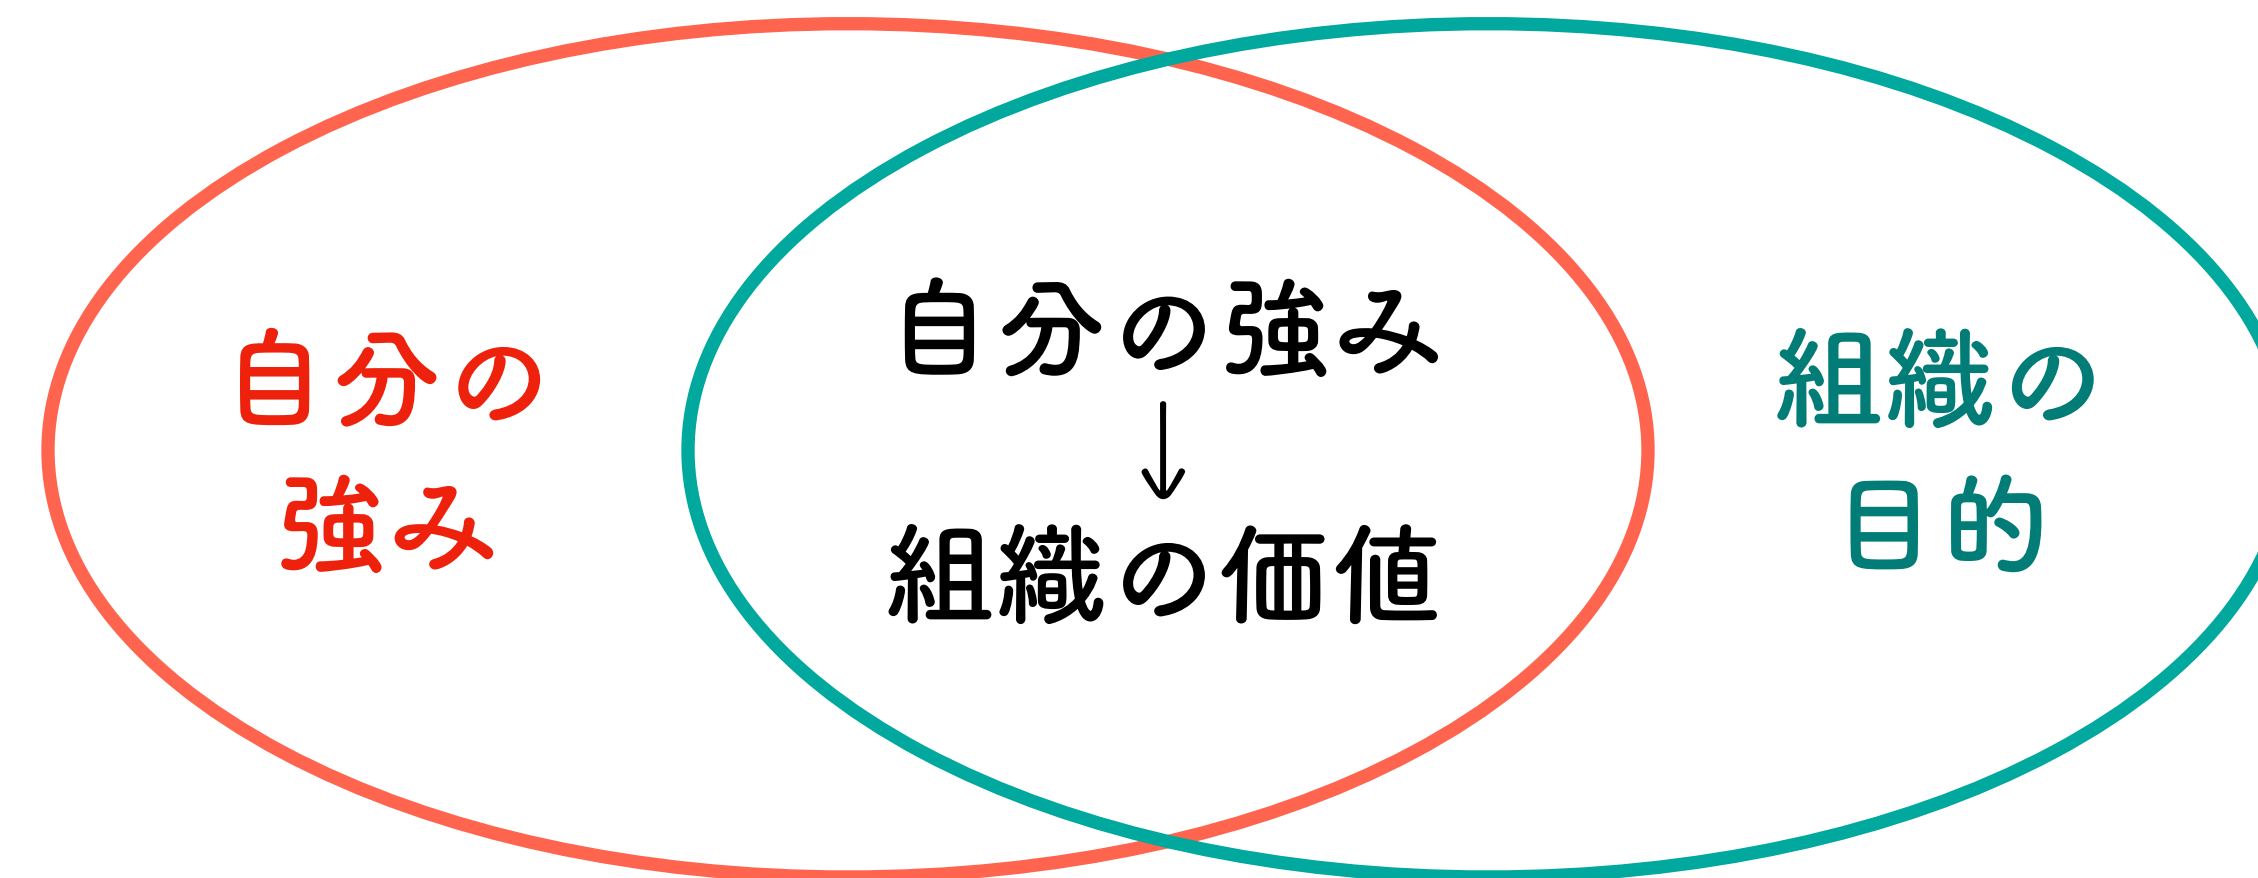 自分の
強み
自分の強み
↓
組織の価値
組織の
目的